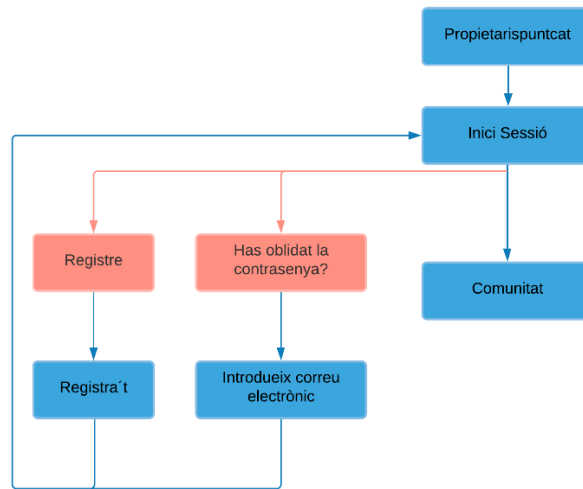 Propietarispuntcat
Inici Sessió
Registre
Has oblidat la
contrasenya?
Comunitat
Registra´t
Introdueix correu
electrònic